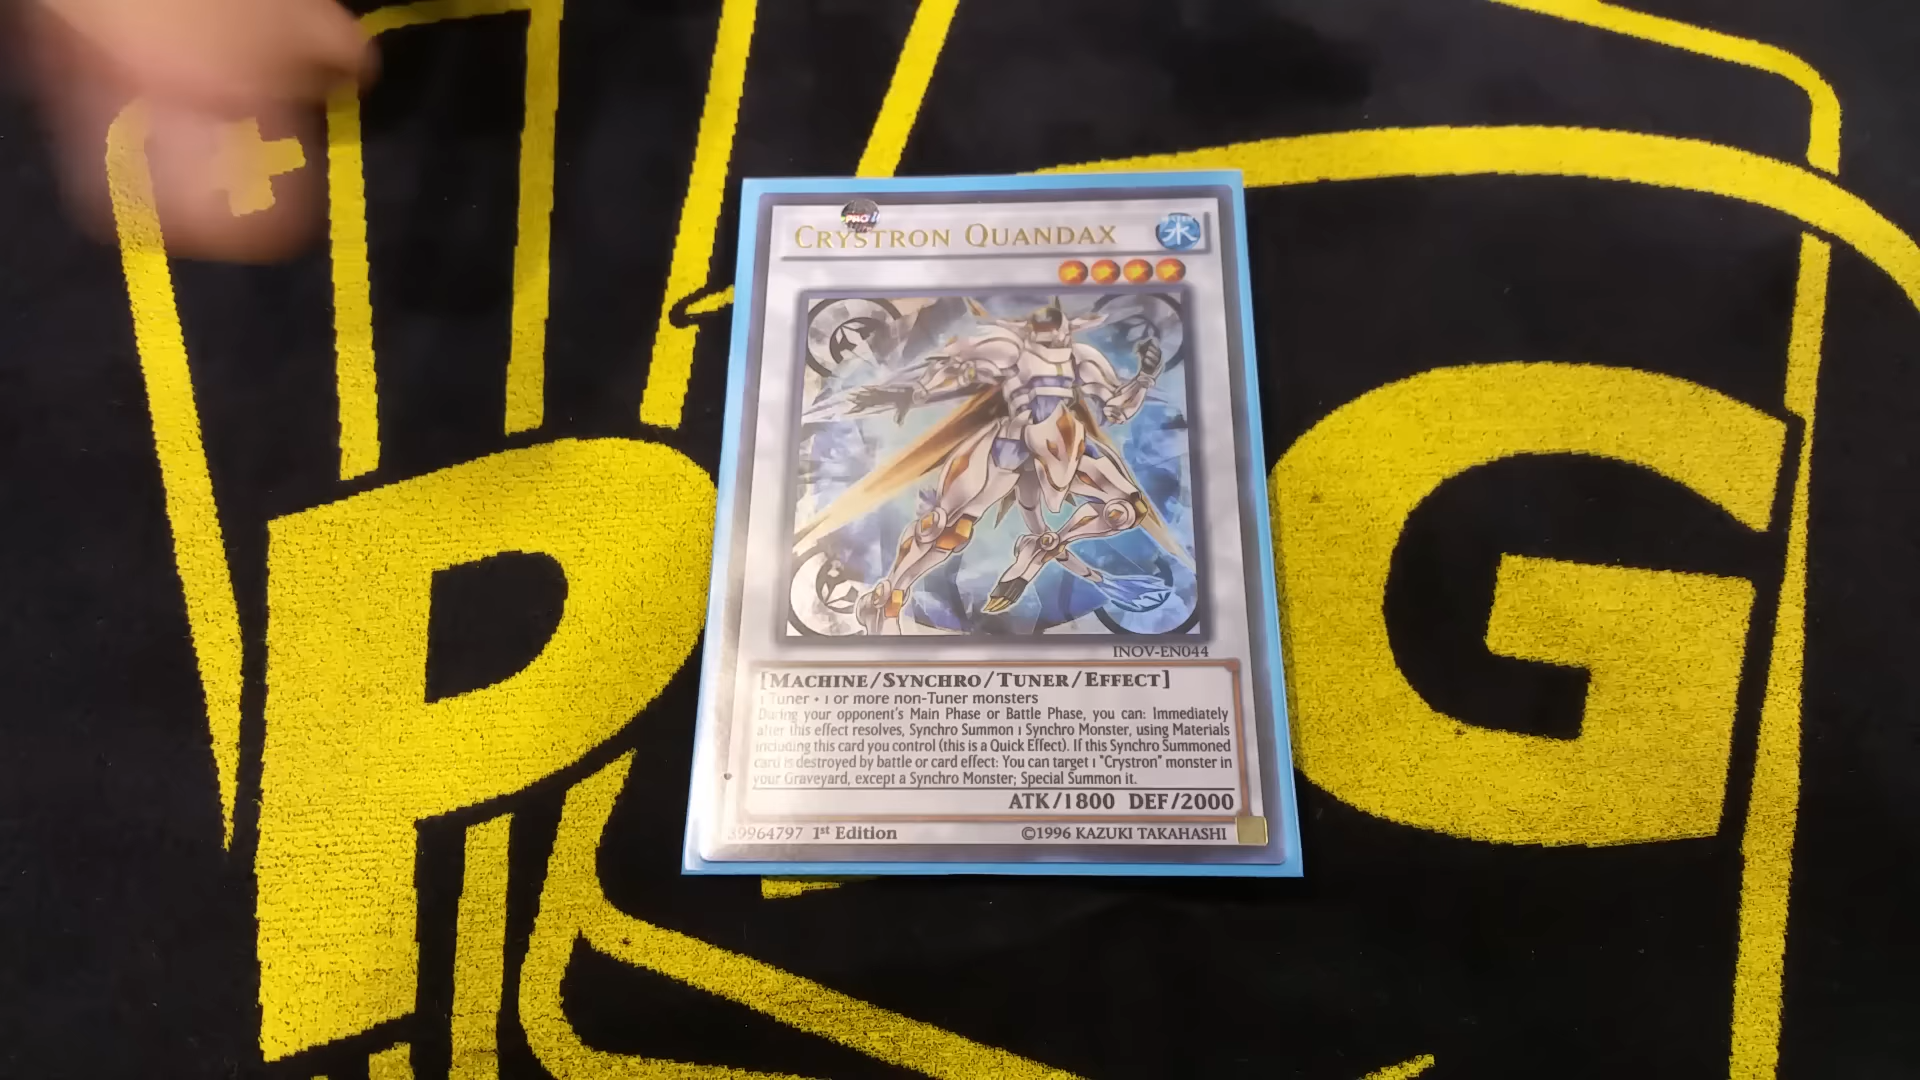 CRYSTRON QUANDAX
水
INOV-EN044
[MACHINE/SYNCHRO/TUNER/EFFECT]
1 Tuner + 1 or more non-Tuner monsters
During your opponent's Main Phase or Battle Phase, you can: Immediately
after this effect resolves, Synchro Summon 1 Synchro Monster, using Materials
including this card you control (this is a Quick Effect). If this Synchro Summoned
card is destroyed by battle or card effect: You can target 1 "Crystron" monster in
your Graveyard, except a Synchro Monster; Special Summon it.
ATK/1800 DEF/2000
39964797 1st Edition ©1996 KAZUKI TAKAHASHI
P G